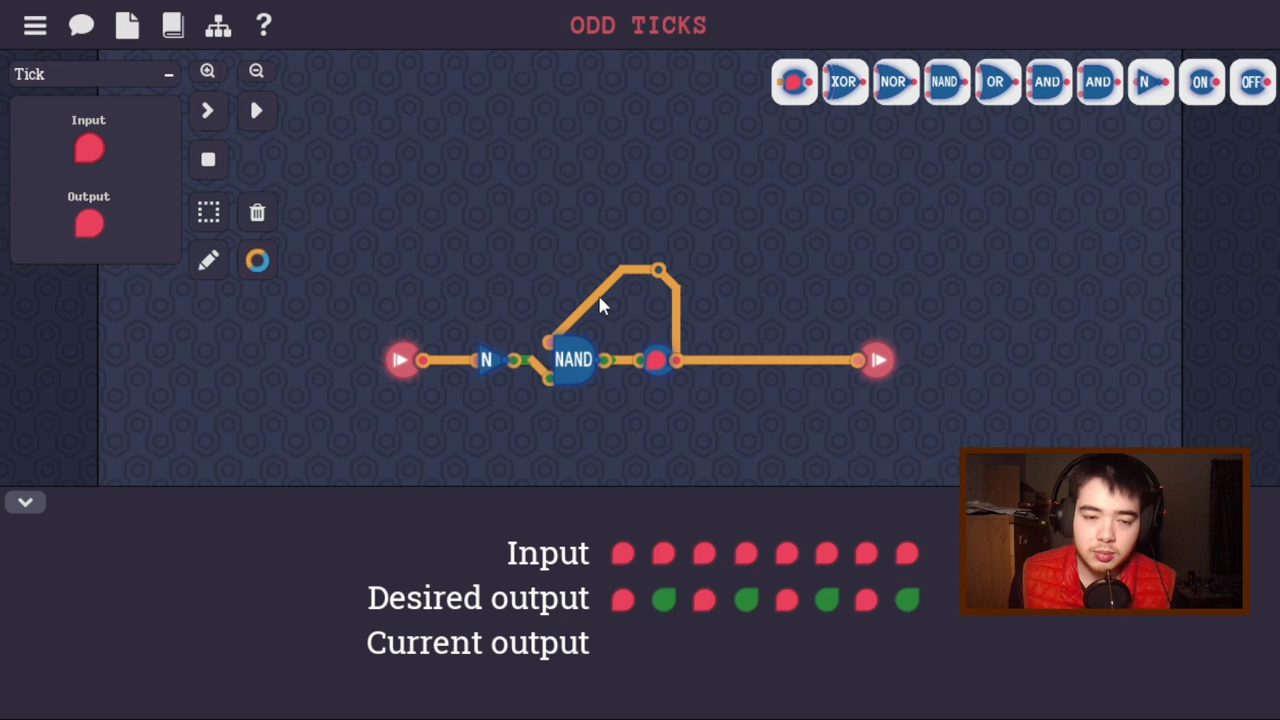 ?
ODD TICKS
Tick
Input
Output
XOR
NOR
NAND
OR
AND
AND
N
ON
OFF
N
NAND
Input
Desired output
Current output